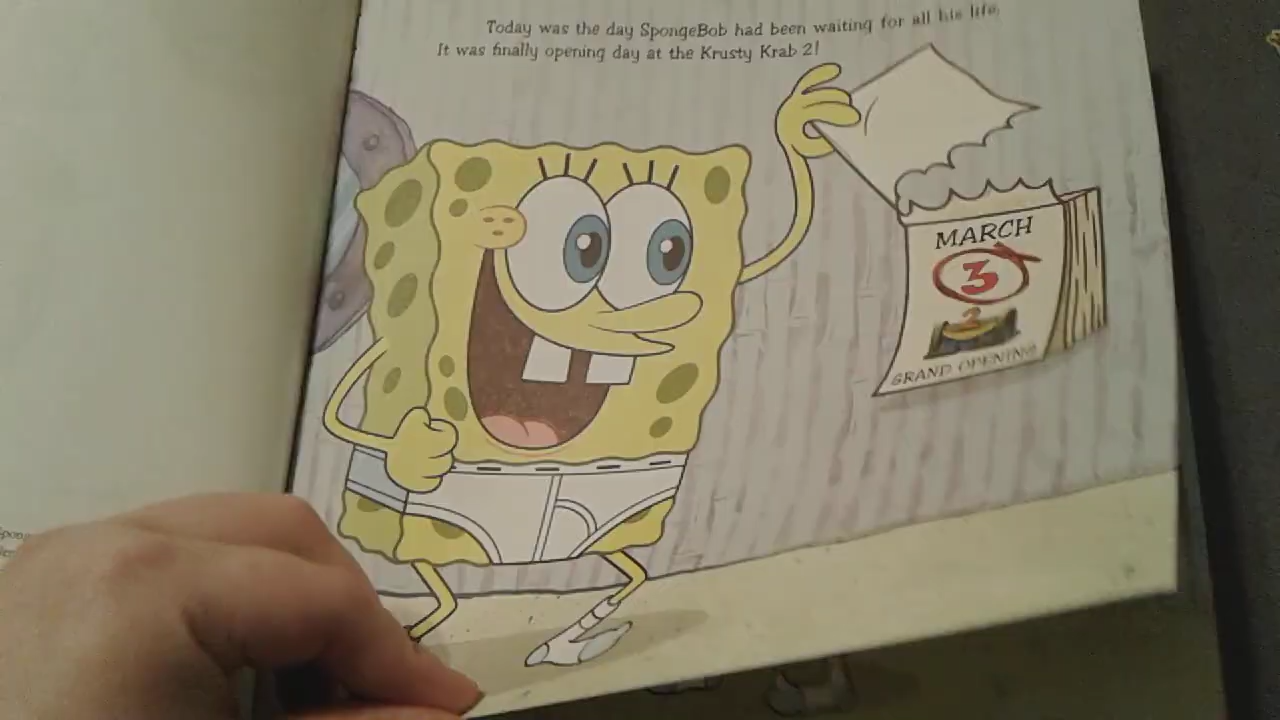 Today was the day SpongeBob had been waiting for all his life.
It was finally opening day at the Krusty Krab 2!
MARCH
3
2
GRAND OPENING